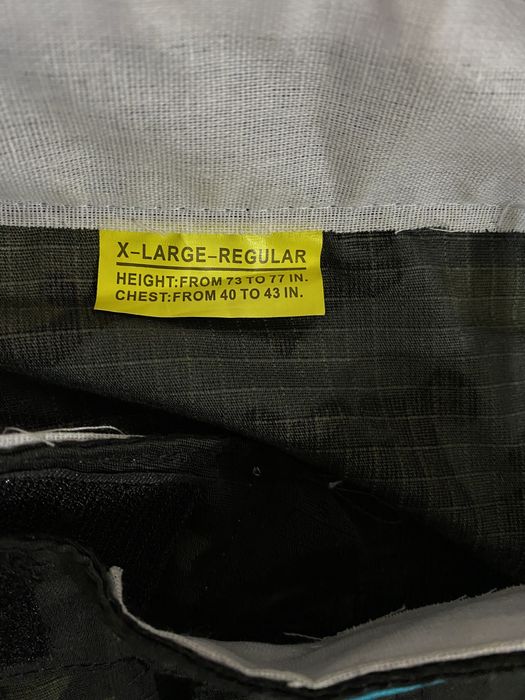 X-LARGE-REGULAR
HEIGHT:FROM 73 TO 77 IN.
CHEST:FROM 40 TO 43 IN.